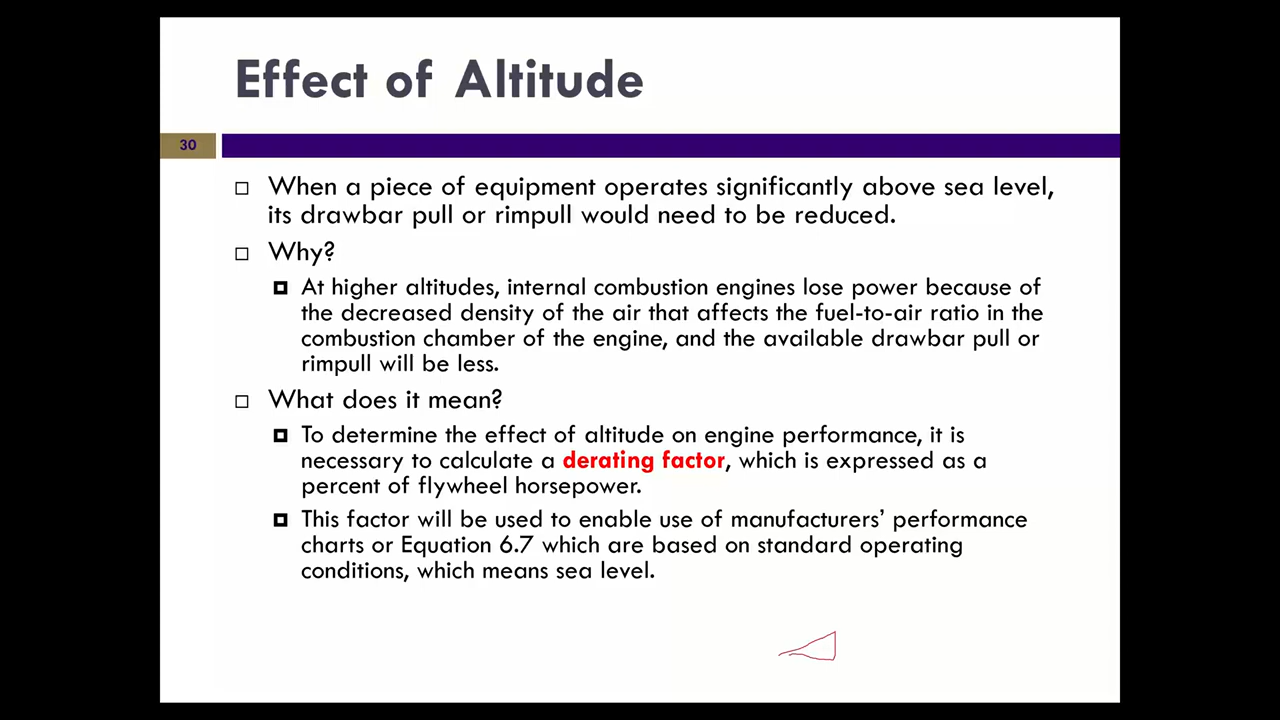 Effect of Altitude
30
When a piece of equipment operates significantly above sea level,
its drawbar pull or rimpull would need to be reduced.
Why?
At higher altitudes, internal combustion engines lose power because of
the decreased density of the air that affects the fuel-to-air ratio in the
combustion chamber of the engine, and the available drawbar pull or
rimpull will be less.
What does it mean?
To determine the effect of altitude on engine performance, it is
necessary to calculate a derating factor, which is expressed as a
percent of flywheel horsepower.
This factor will be used to enable use of manufacturers’ performance
charts or Equation 6.7 which are based on standard operating
conditions, which means sea level.